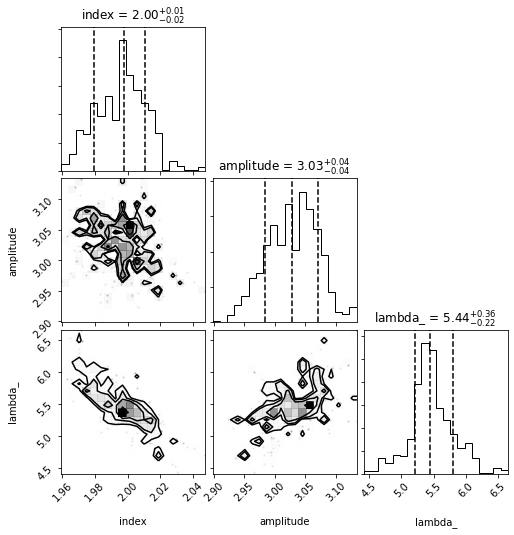 index = 2.00+0.01−0.02
amplitude = 3.03+0.04−0.04
3.10
3.05
3.00
2.95
2.90
amplitude
lambda_ = 5.44+0.36−0.22
6.5
6.0
5.5
5.0
4.5
lambda_
1.96 1.98 2.00 2.02 2.04
2.90 2.95 3.00 3.05 3.10
4.5 5.0 5.5 6.0 6.5
index amplitude lambda_